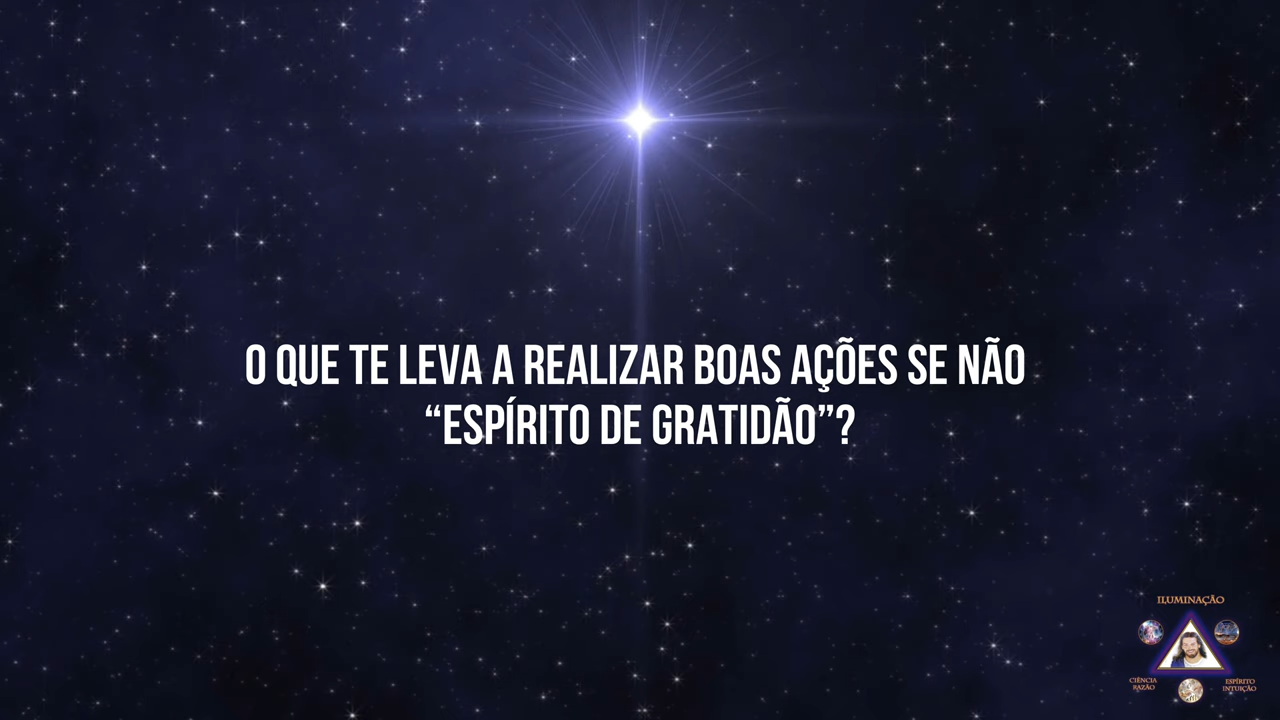 O QUE TE LEVA A REALIZAR BOAS AÇÕES SE NÃO
“ESPÍRITO DE GRATIDÃO”?
ILUMINAÇÃO
CIÊNCIA
RAZÃO
ESPÍRITO
INTUIÇÃO